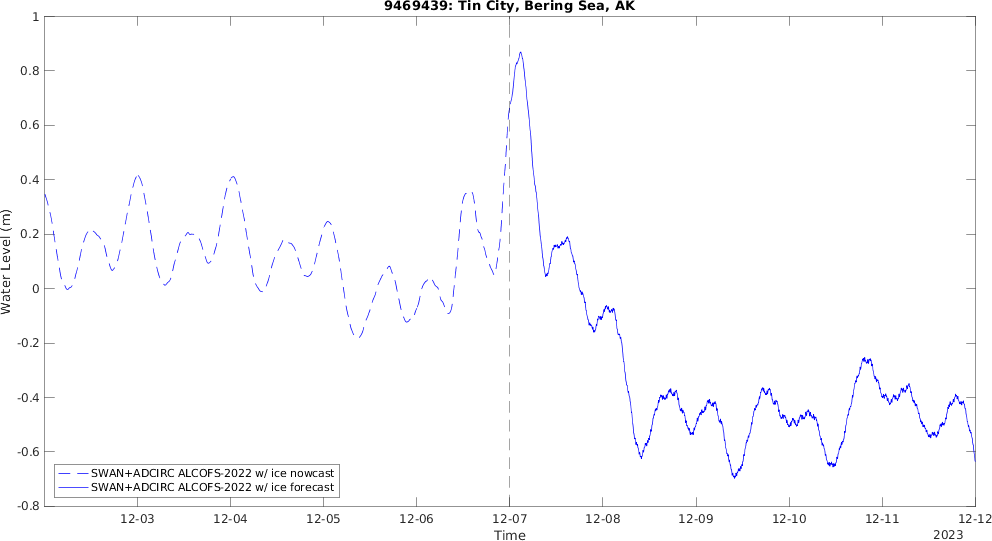 9469439: Tin City, Bering Sea, AK
1
0.8
0.6
0.4
0.2
0
-0.2
-0.4
-0.6
-0.8
Water Level (m)
SWAN+ADCIRC ALCOFS-2022 w/ ice nowcast
SWAN+ADCIRC ALCOFS-2022 w/ ice forecast
12-03 12-04 12-05 12-06 12-07 12-08 12-09 12-10 12-11 12-12
Time
2023